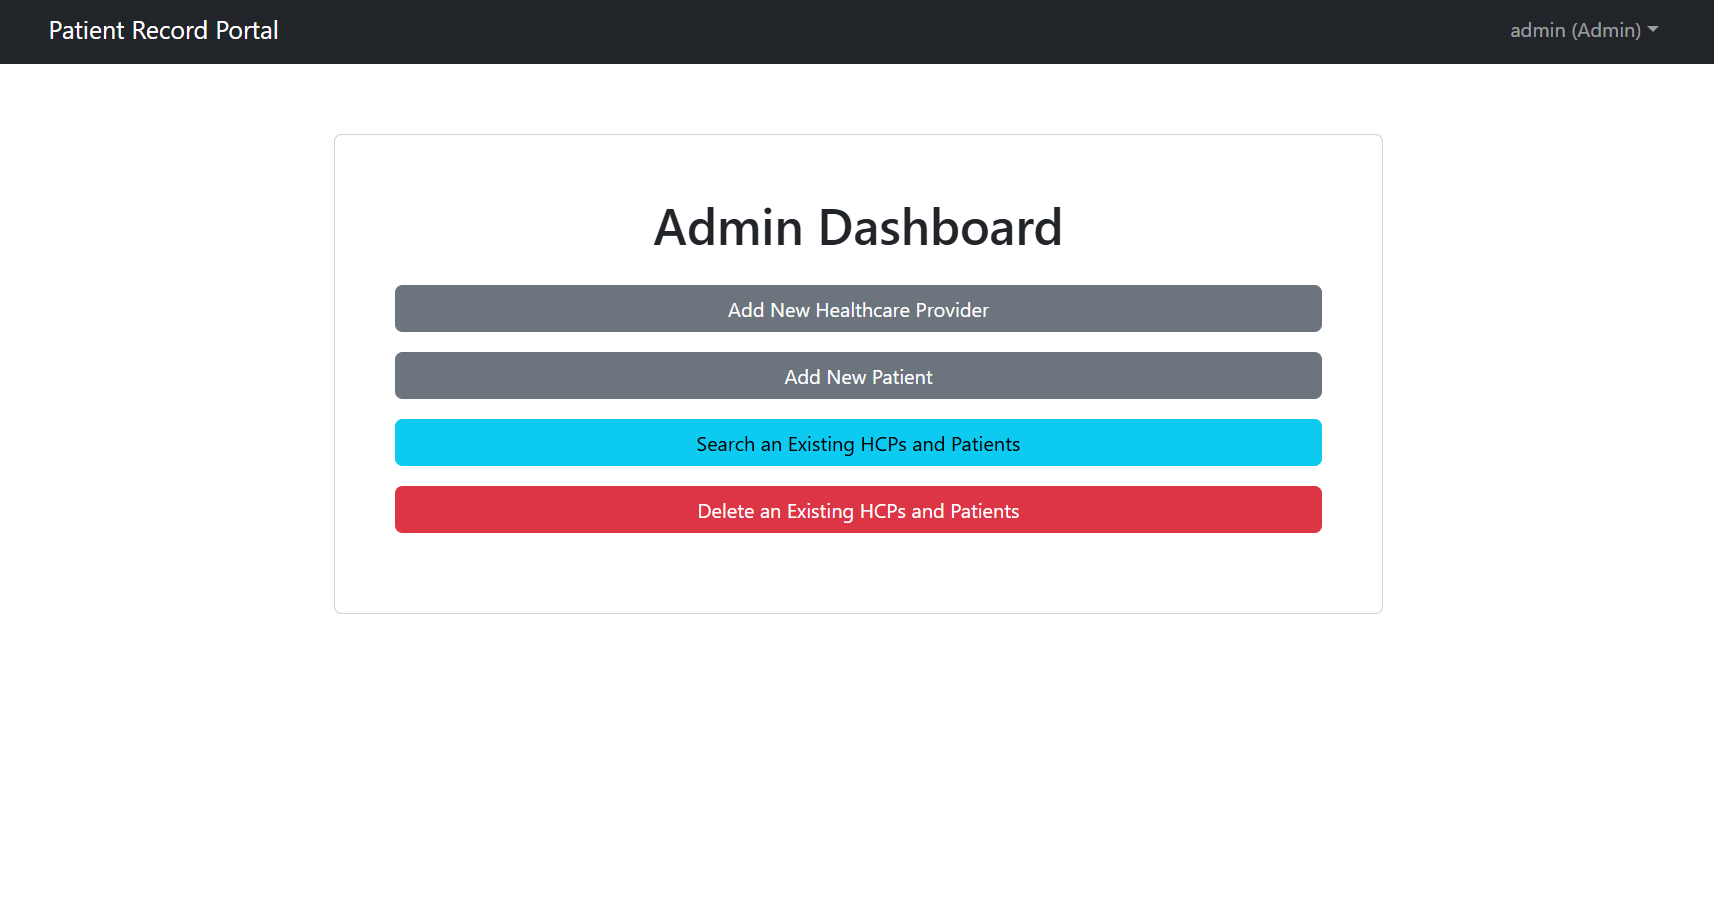 Patient Record Portal
admin (Admin)
Admin Dashboard
Add New Healthcare Provider
Add New Patient
Search an Existing HCPs and Patients
Delete an Existing HCPs and Patients